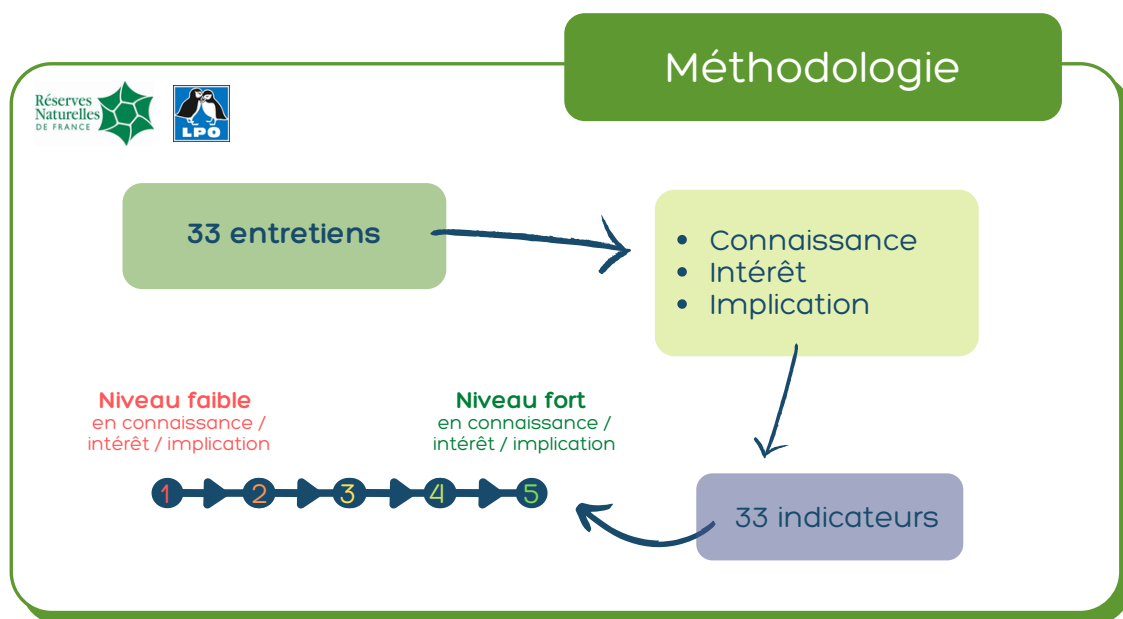 Méthodologie
Réserves
Naturelles
DE FRANCE
LPO
33 entretiens
• Connaissance
• Intérêt
• Implication
Niveau faible
en connaissance /
intérêt / implication
Niveau fort
en connaissance /
intérêt / implication
1 2 3 4 5
33 indicateurs